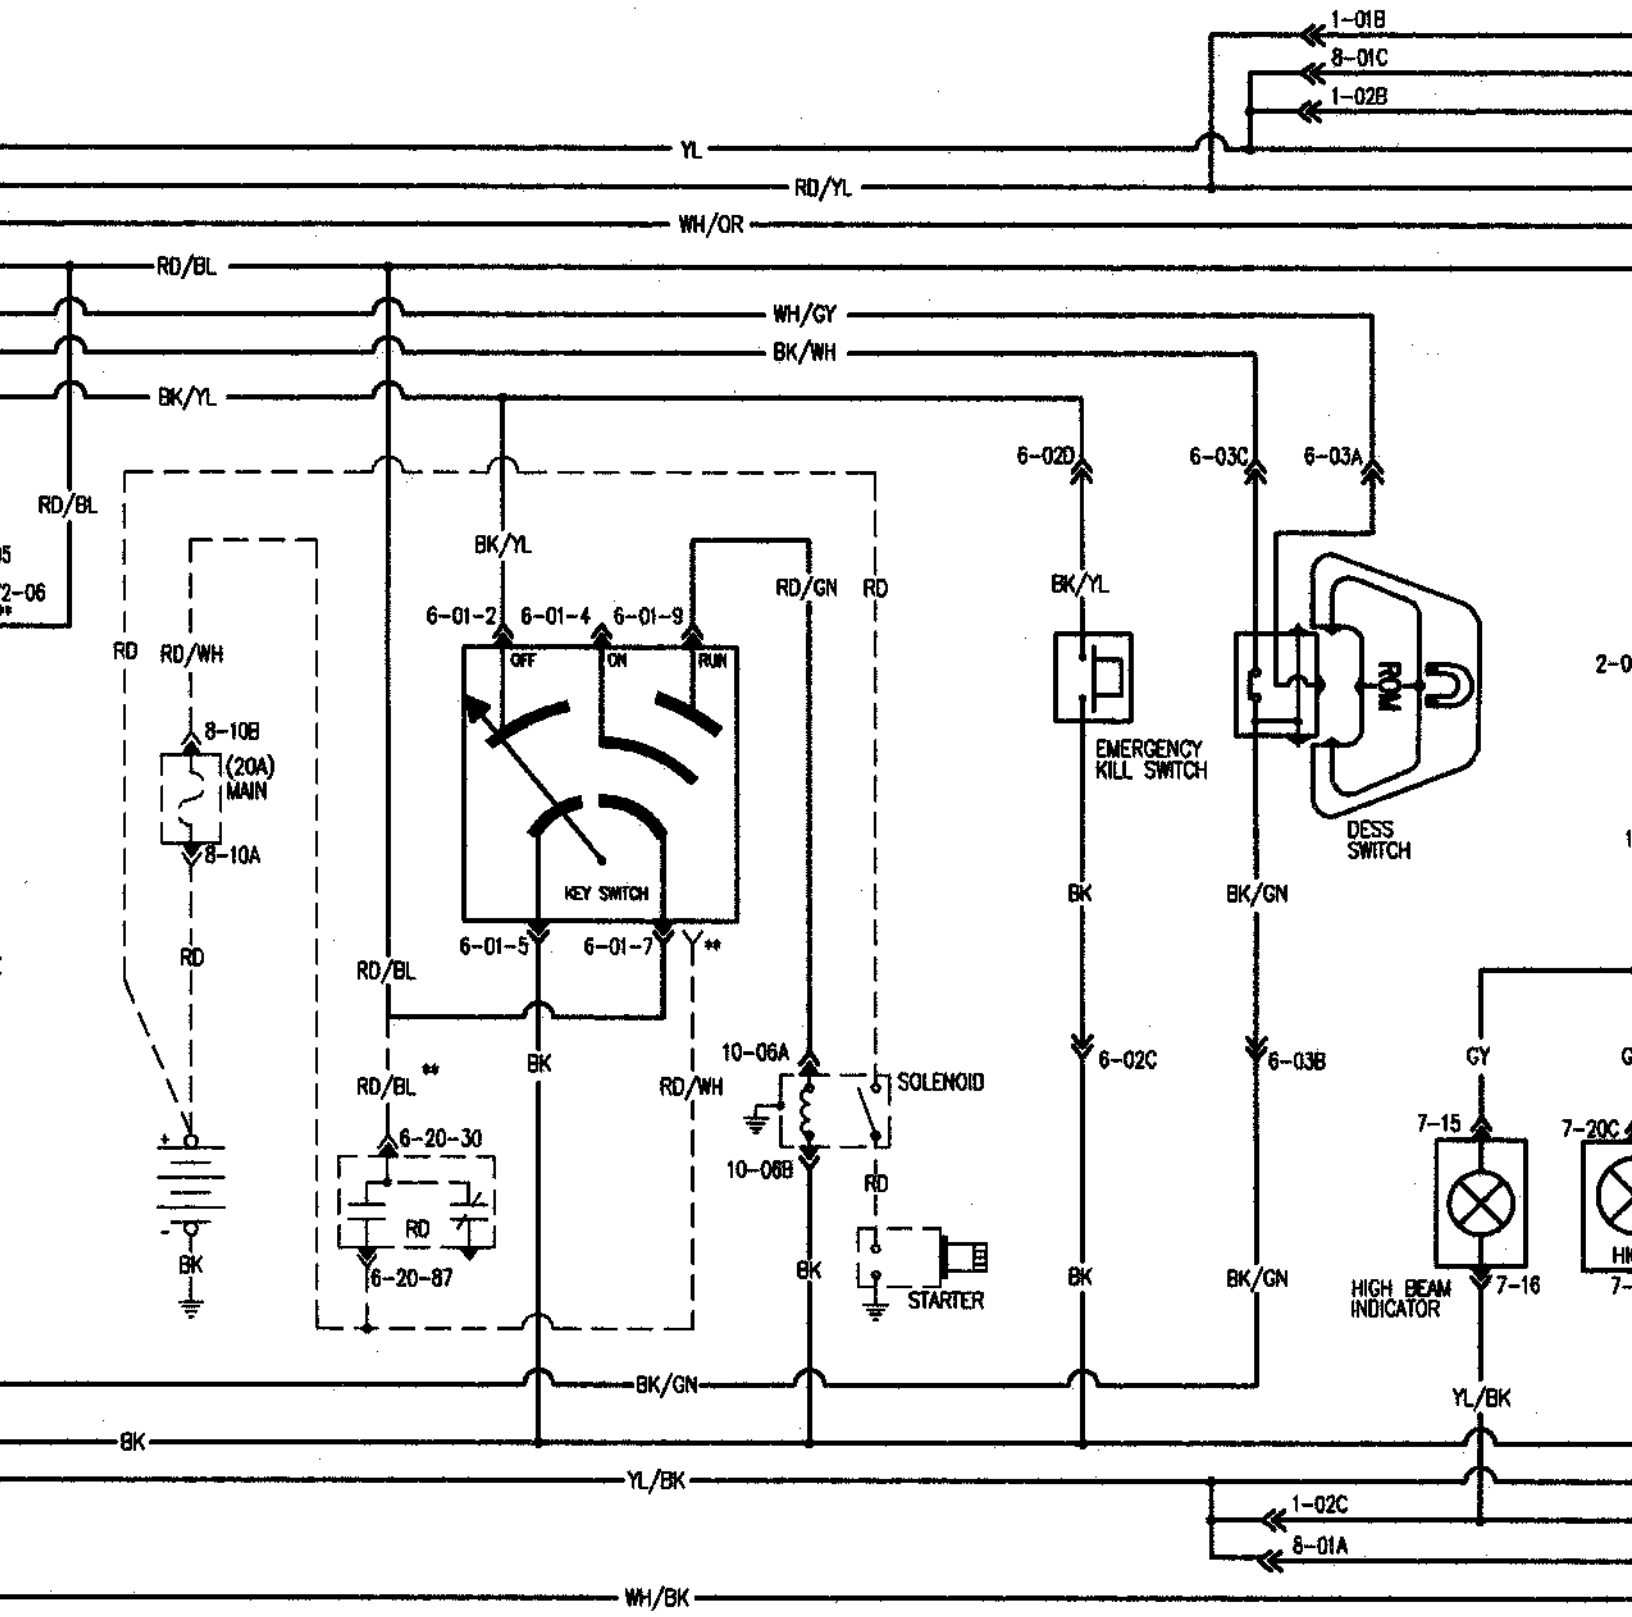 1-01B
8-01C
1-02B
YL
RD/YL
WH/OR
RD/BL
WH/GY
BK/WH
BK/YL
6-02D
6-03C
6-03A
RD/BL
BK/YL
BK/YL
RD/GN
RD
6-01-2
6-01-4
6-01-9
**
RD
RD/WH
OFF
ON
RUN
ROM
8-10B
(20A)
MAIN
8-10A
EMERGENCY
KILL SWITCH
DESS
SWITCH
KEY SWITCH
BK
BK/GN
6-01-5
6-01-7
**
RD
RD/BL
BK
10-06A
6-02C
6-03B
GY
RD/BL
**
RD/WH
SOLENOID
+
6-20-30
7-15
7-20C
10-06B
RD
RD
-
BK
6-20-87
BK
STARTER
BK
BK/GN
HIGH BEAM
INDICATOR
7-16
BK/GN
YL/BK
BK
YL/BK
1-02C
8-01A
WH/BK